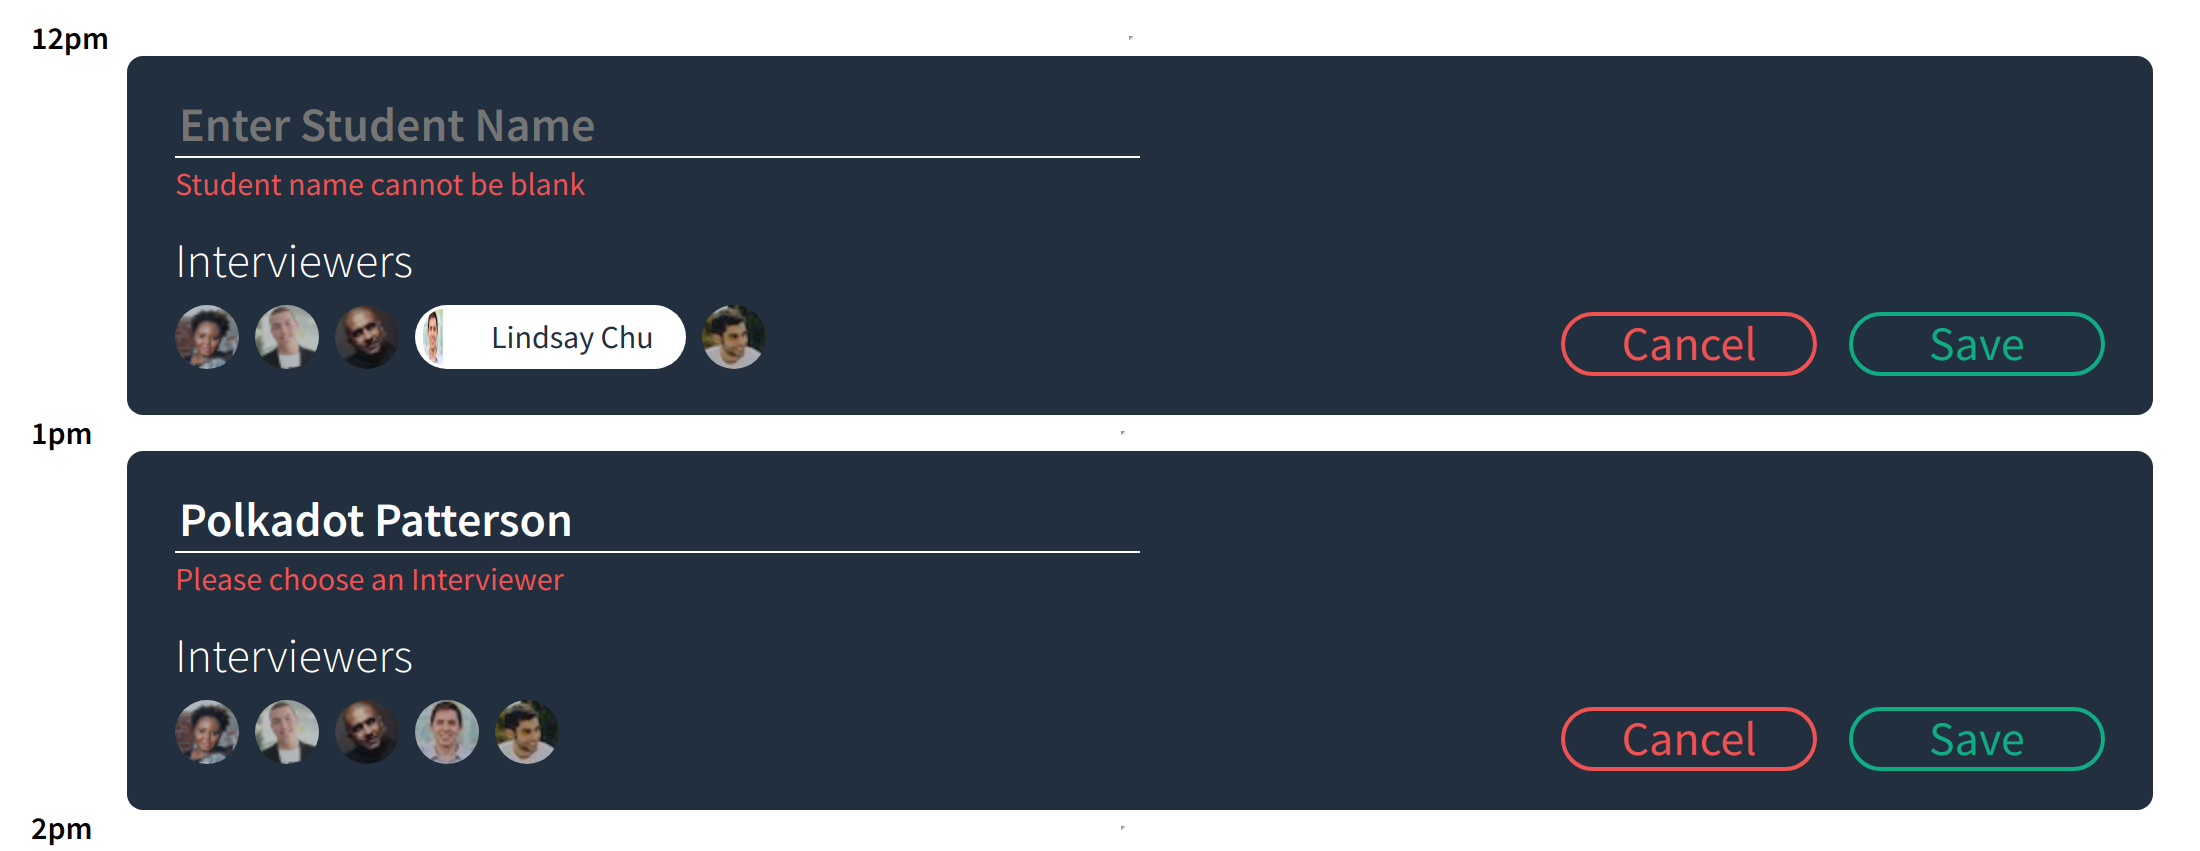 12pm
Enter Student Name
Student name cannot be blank
Interviewers
Lindsay Chu
Cancel
Save
1pm
Polkadot Patterson
Please choose an Interviewer
Interviewers
Cancel
Save
2pm